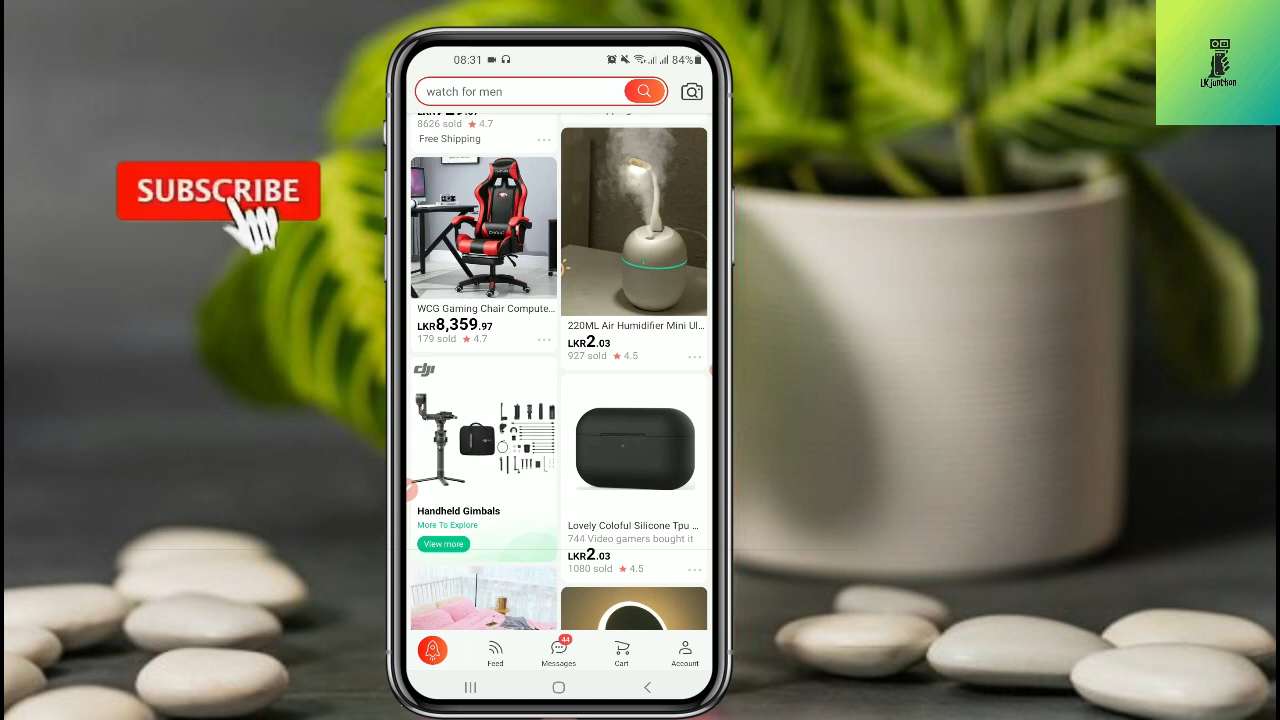 LK junction
SUBSCRIBE
08:31
84%
watch for men
8626 sold ★ 4.7
Free Shipping
WCG Gaming Chair Compute...
LKR8,359.97
179 sold ★ 4.7
dji
Handheld Gimbals
More To Explore
View more
220ML Air Humidifier Mini Ul...
LKR2.03
927 sold ★ 4.5
Lovely Coloful Silicone Tpu ...
744 Video gamers bought it
LKR2.03
1080 sold ★ 4.5
44
Feed
Messages
Cart
Account